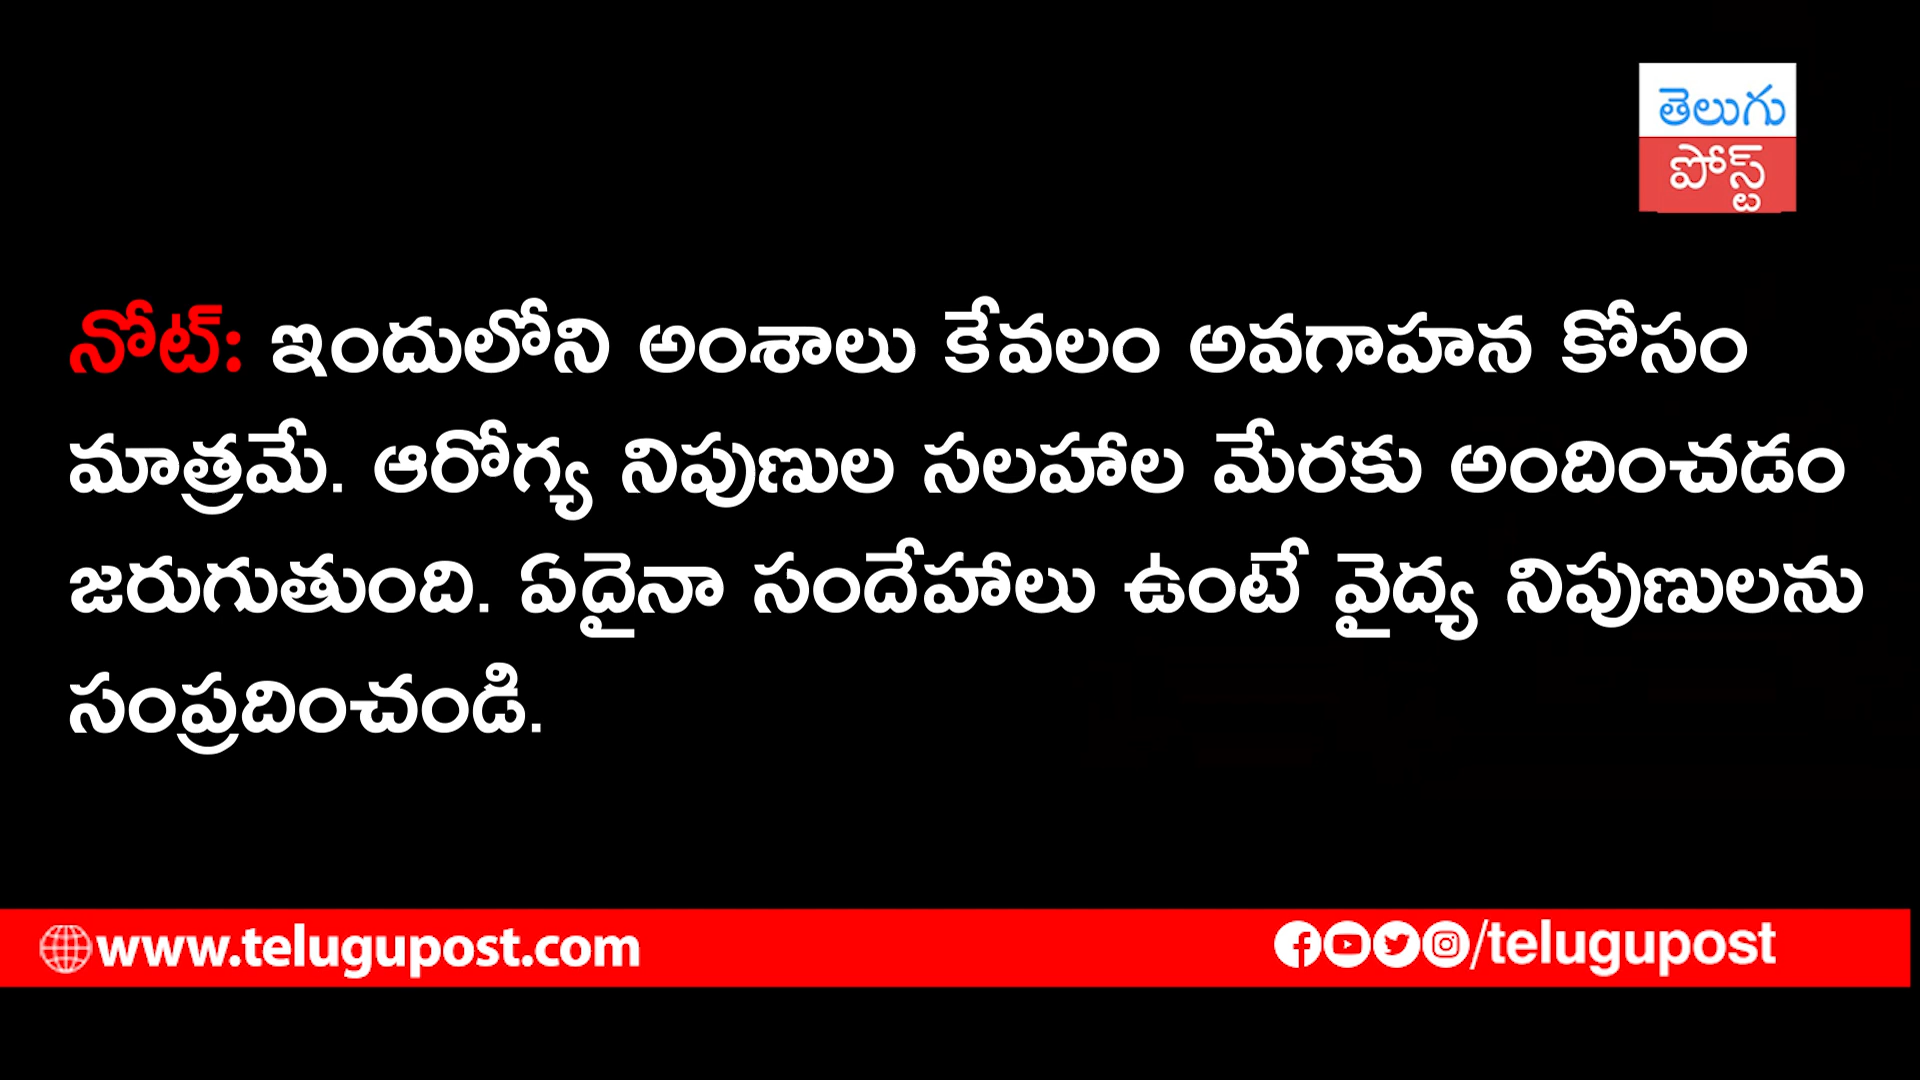 తెలుగు
పోస్ట్
నోట్: ఇందులోని అంశాలు కేవలం అవగాహన కోసం
మాత్రమే. ఆరోగ్య నిపుణుల సలహాల మేరకు అందించడం
జరుగుతుంది. ఏదైనా సందేహాలు ఉంటే వైద్య నిపుణులను
సంప్రదించండి.
www.telugupost.com
/telugupost